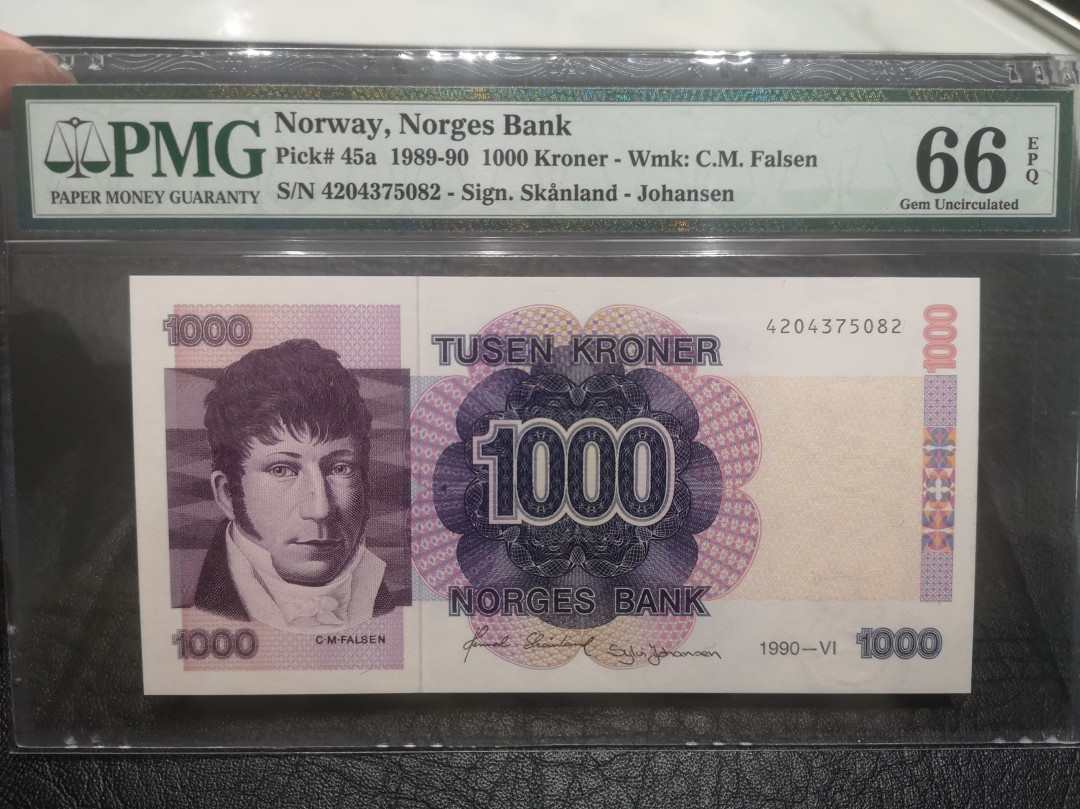 PMG
PAPER MONEY GUARANTY
Norway, Norges Bank
Pick# 45a 1989-90 1000 Kroner - Wmk: C.M. Falsen
S/N 4204375082 - Sign. Skånland - Johansen
66 EPQ
Gem Uncirculated
1000
TUSEN KRONER
4204375082
1000
1000
NORGES BANK
1000
C·M·FALSEN
1990—VI
1000